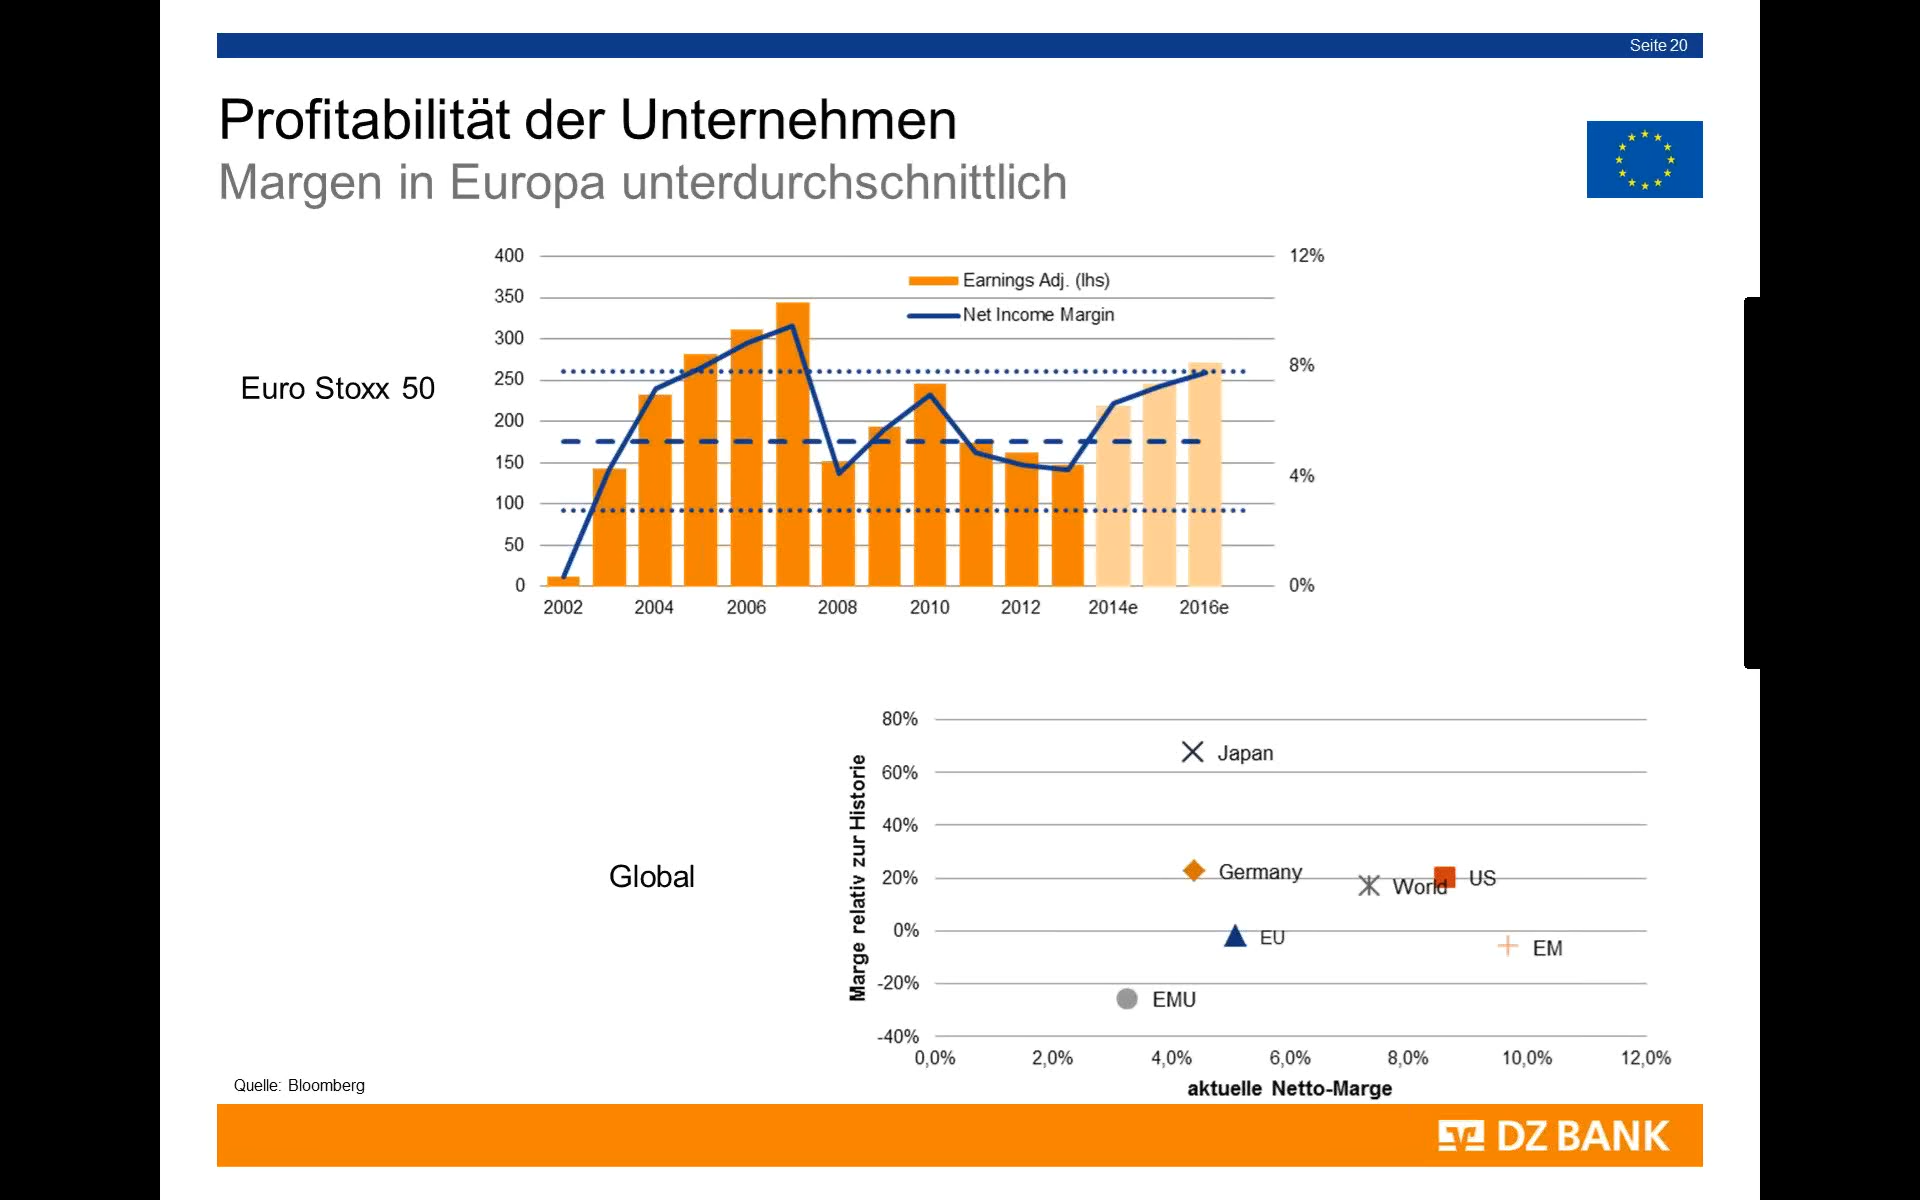 Seite 20
Profitabilität der Unternehmen
Margen in Europa unterdurchschnittlich
Euro Stoxx 50
400
350
300
250
200
150
100
50
0
12%
8%
4%
0%
Earnings Adj. (lhs)
Net Income Margin
2002 2004 2006 2008 2010 2012 2014e 2016e
Global
Marge relativ zur Historie
80%
60%
40%
20%
0%
-20%
-40%
Japan
Germany
World
US
EU
EM
EMU
0,0% 2,0% 4,0% 6,0% 8,0% 10,0% 12,0%
aktuelle Netto-Marge
Quelle: Bloomberg
DZ BANK